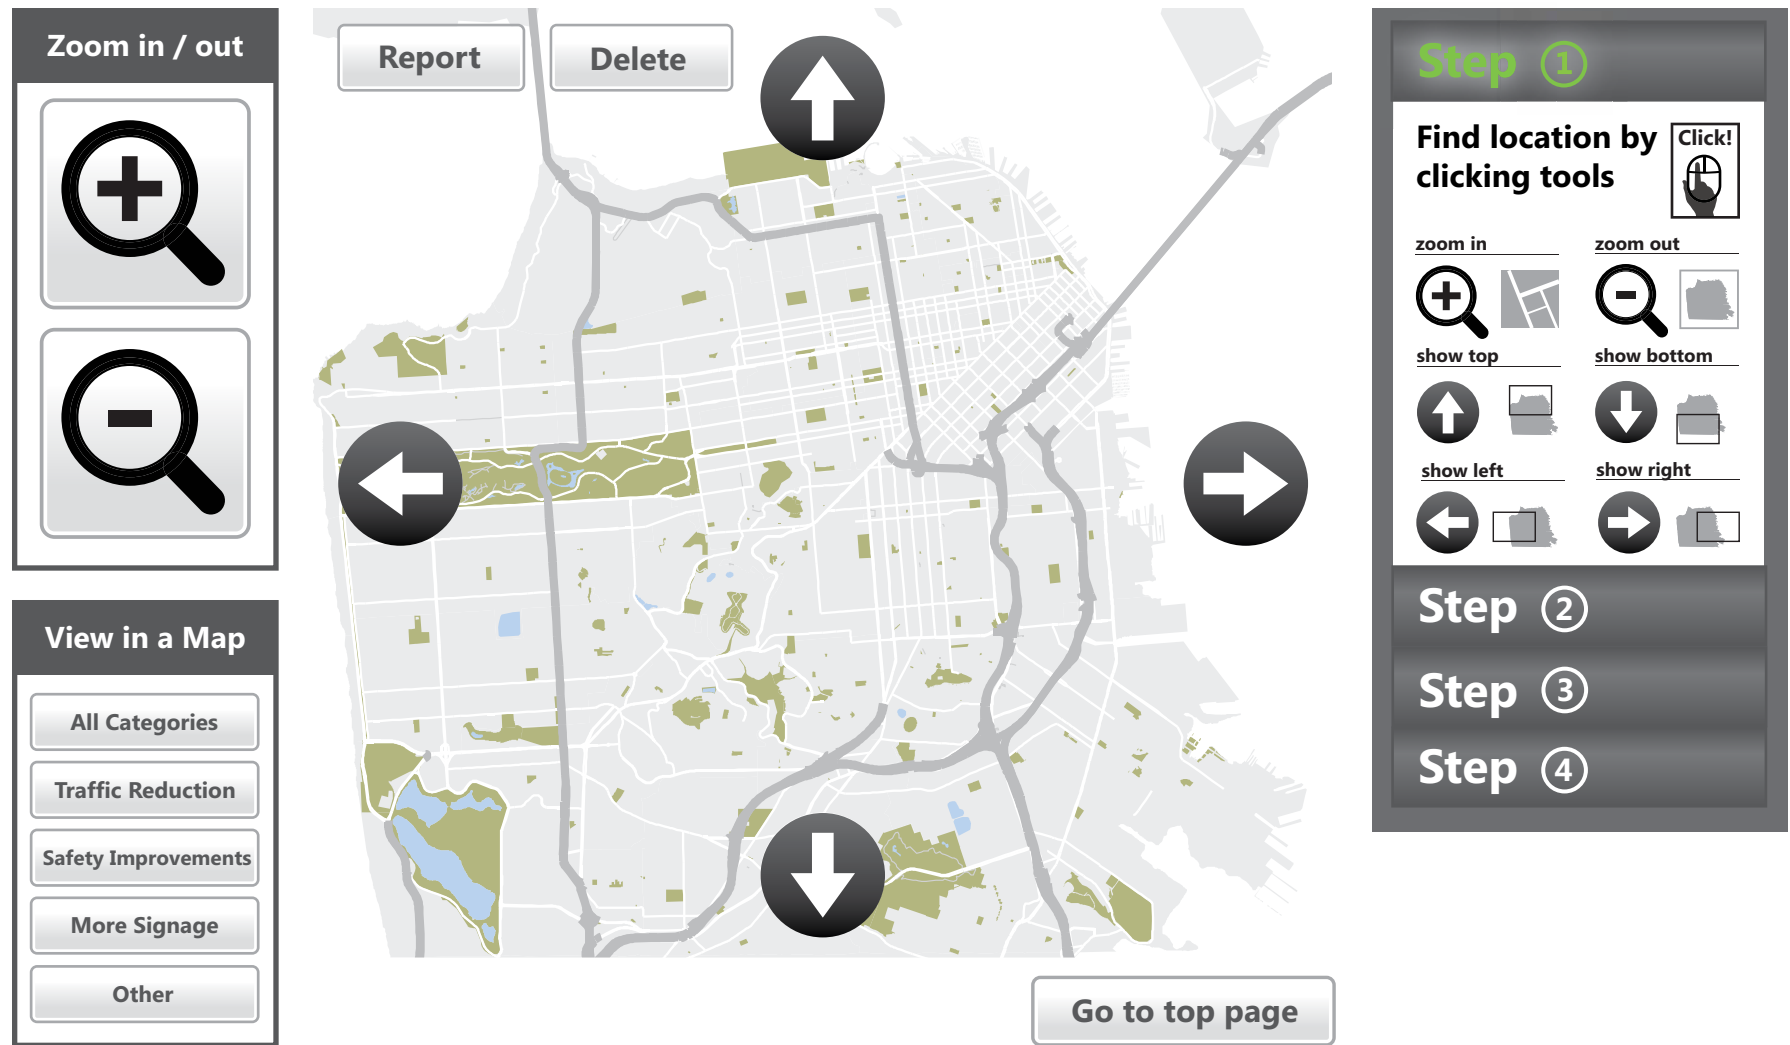 Zoom in / out
Report
Delete
View in a Map
All Categories
Traffic Reduction
Safety Improvements
More Signage
Other
Go to top page
Step 1
Find location by
clicking tools
Click!
zoom in
zoom out
show top
show bottom
show left
show right
Step 2
Step 3
Step 4